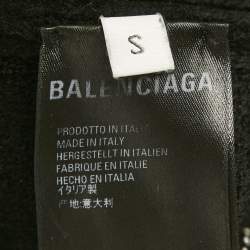 S
BALENCIAGA
PRODOTTO IN ITALIA
MADE IN ITALY
HERGESTELLT IN ITALIEN
FABRIQUE EN ITALIE
HECHO EN ITALIA
イタリア製
产地:意大利